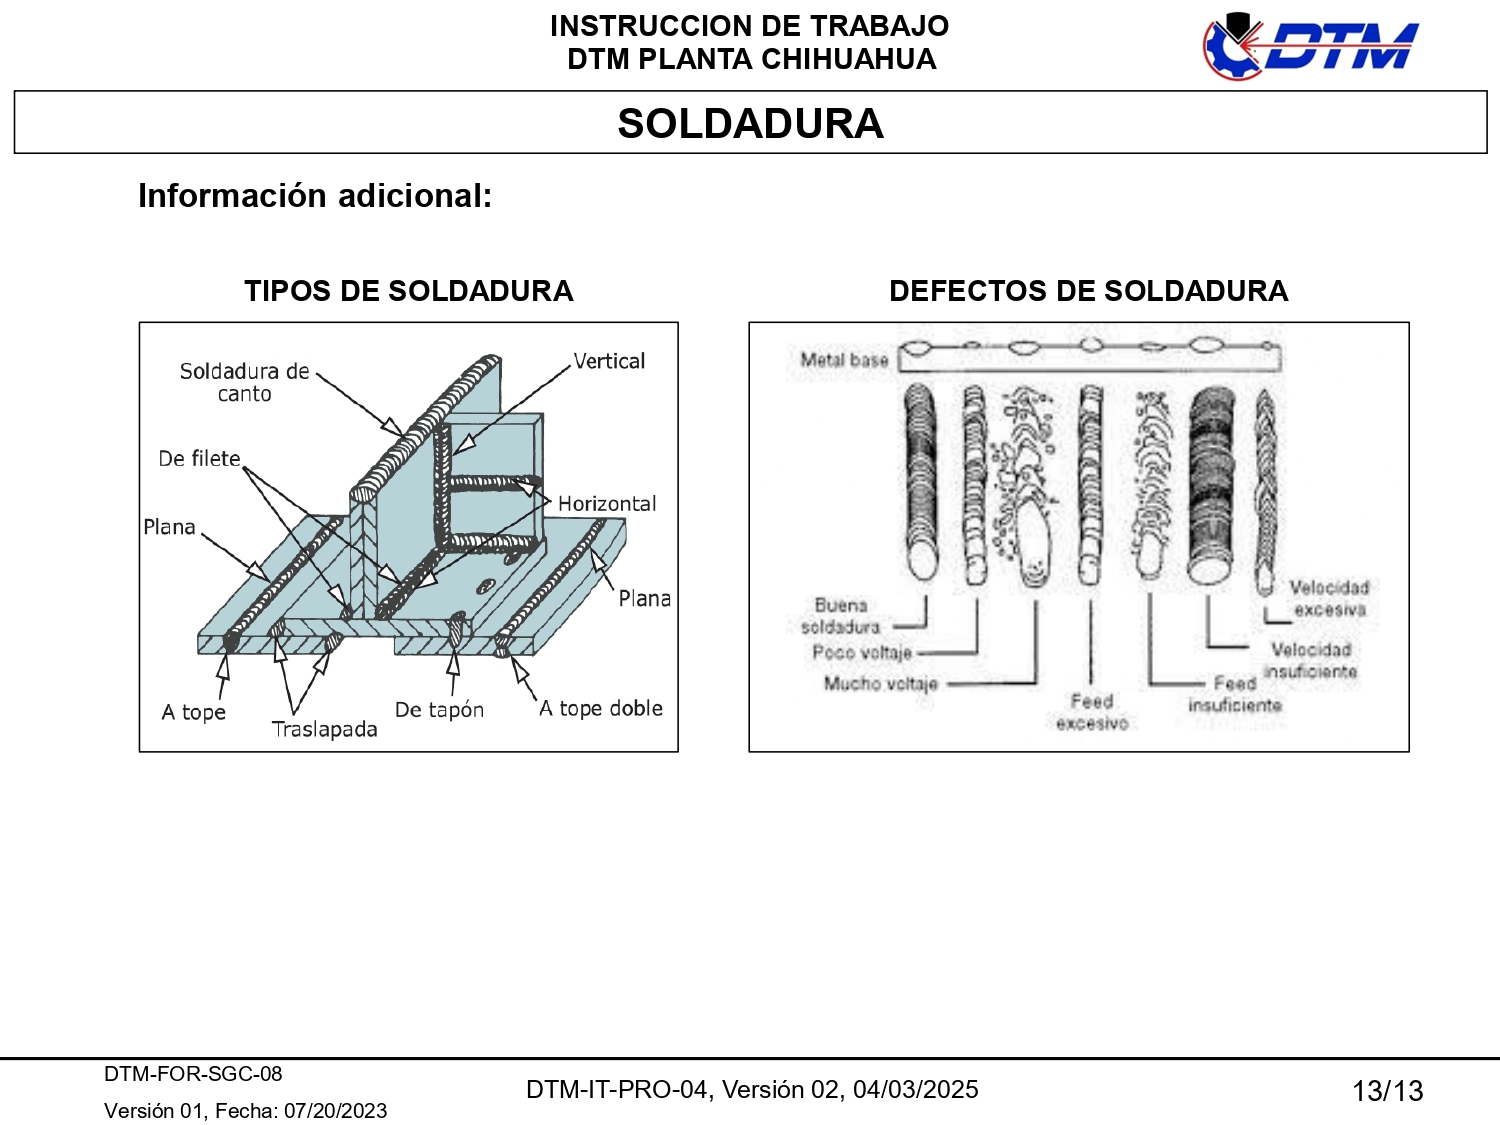 INSTRUCCION DE TRABAJO
DTM PLANTA CHIHUAHUA
DTM
SOLDADURA
Información adicional:
TIPOS DE SOLDADURA
Soldadura de
canto
Vertical
De filete
Horizontal
Plana
Plana
A tope
Traslapada
De tapón
A tope doble
DEFECTOS DE SOLDADURA
Metal base
Buena
soldadura
Poco voltaje
Mucho voltaje
Feed
excesivo
Feed
insuficiente
Velocidad
insuficiente
Velocidad
excesiva
DTM-FOR-SGC-08
Versión 01, Fecha: 07/20/2023
DTM-IT-PRO-04, Versión 02, 04/03/2025
13/13